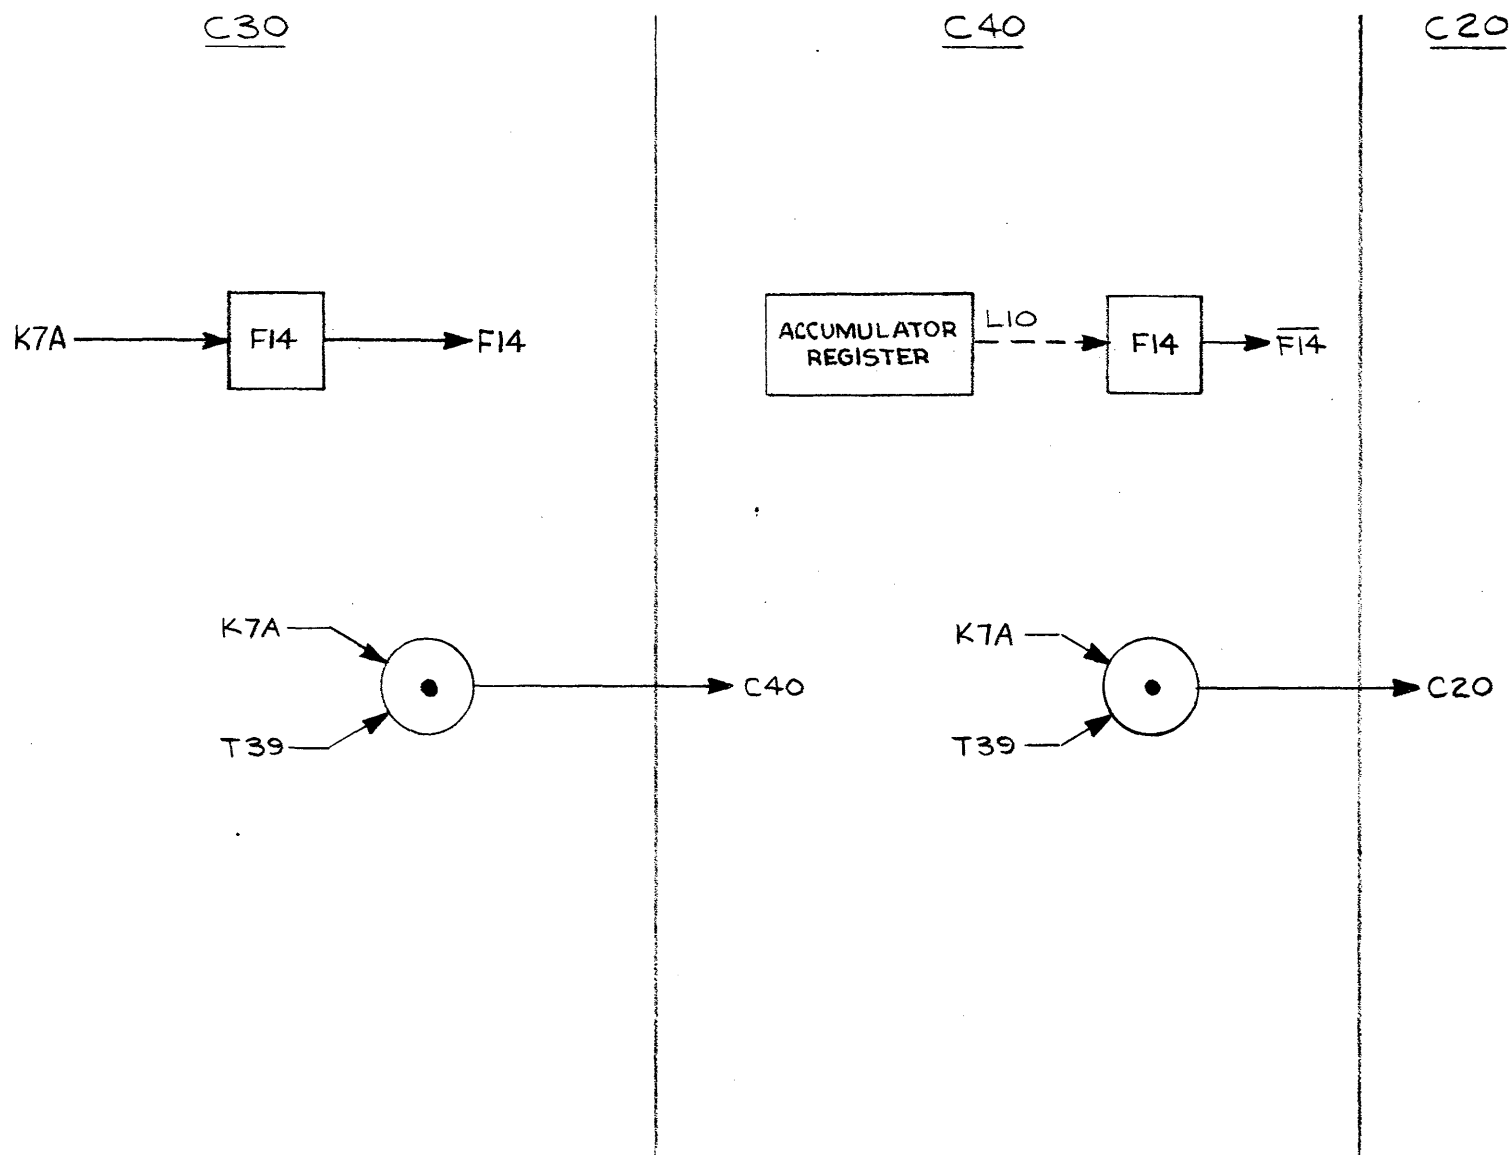 C30
C40
C20
K7A
F14
F14
ACCUMULATOR
REGISTER
L10
F14
F̅1̅4̅
K7A
T39
C40
K7A
T39
C20